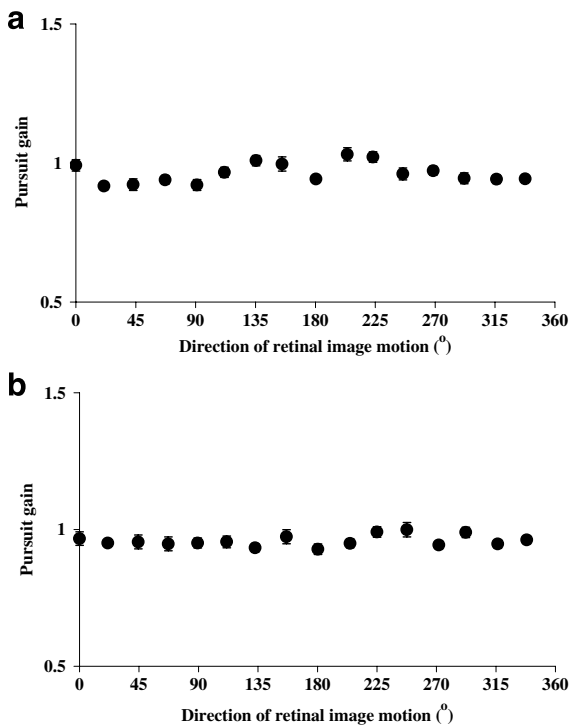 a
1.5
1
0.5
Pursuit gain
0 45 90 135 180 225 270 315 360
Direction of retinal image motion (o)
b
1.5
1
0.5
Pursuit gain
0 45 90 135 180 225 270 315 360
Direction of retinal image motion (o)